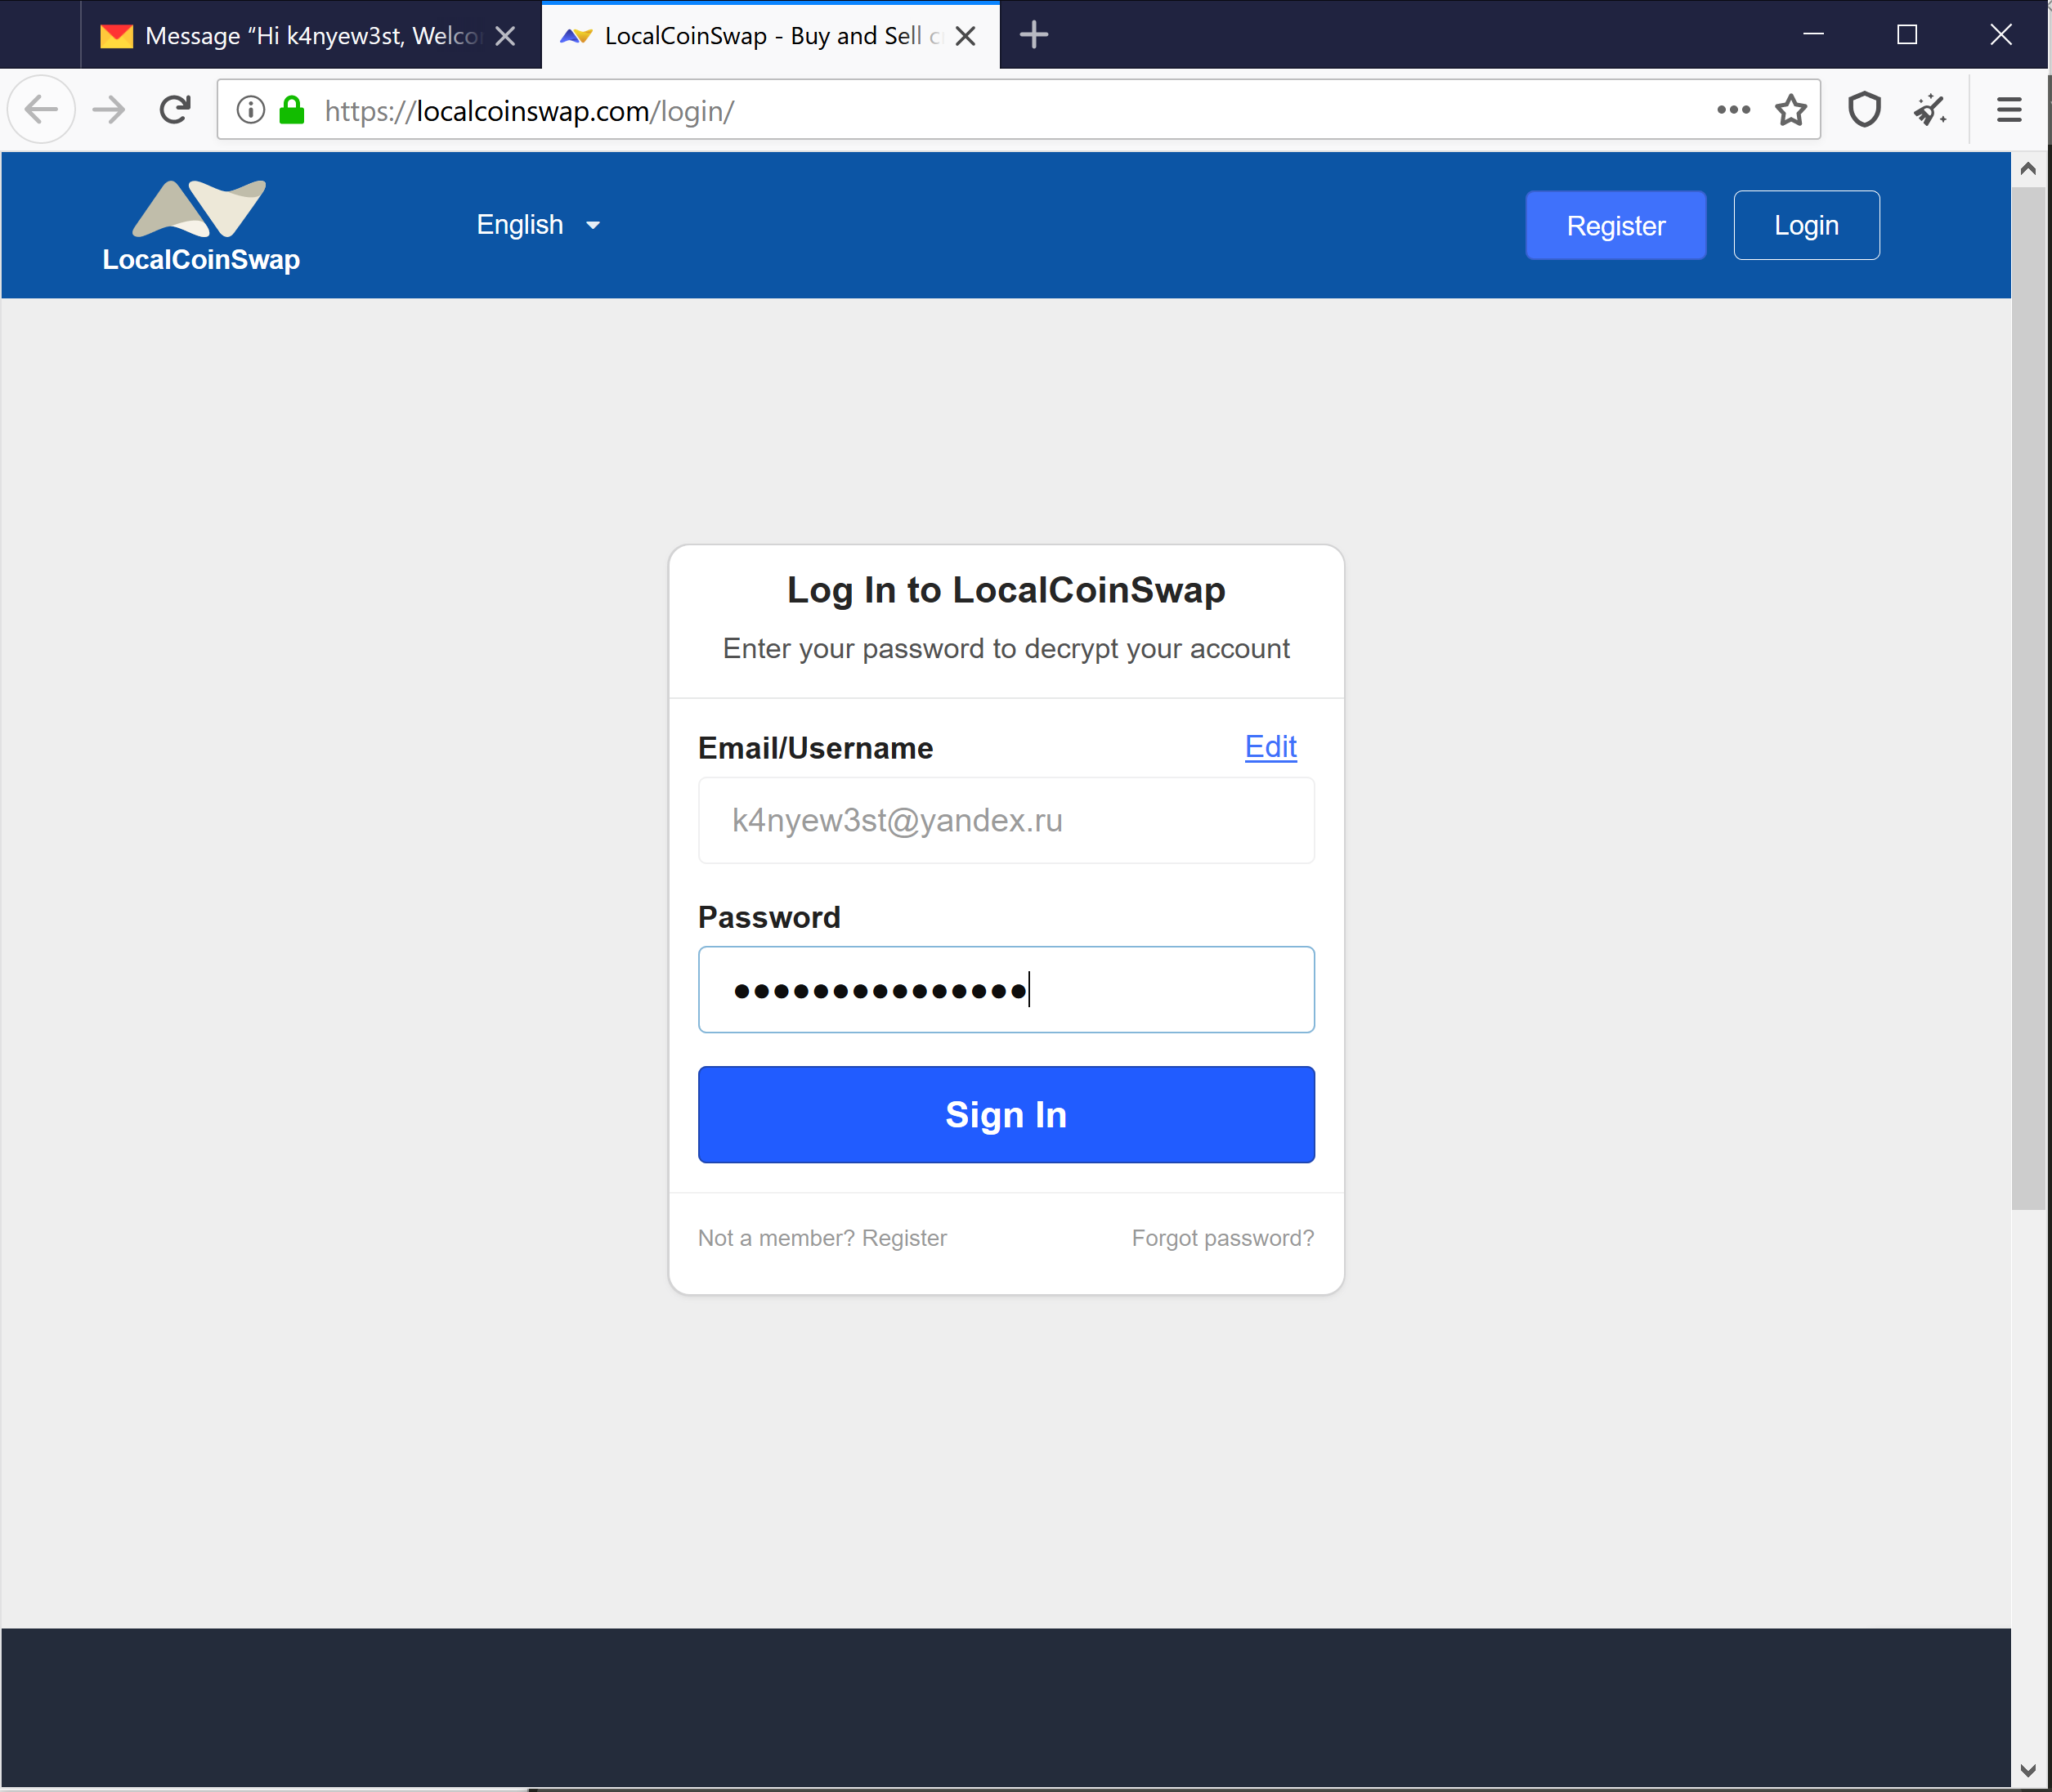 Message “Hi k4nyew3st, Welco
LocalCoinSwap - Buy and Sell c
https://localcoinswap.com/login/
LocalCoinSwap
English
Register
Login
Log In to LocalCoinSwap
Enter your password to decrypt your account
Email/Username
Edit
k4nyew3st@yandex.ru
Password
●●●●●●●●●●●●●●●
Sign In
Not a member? Register
Forgot password?